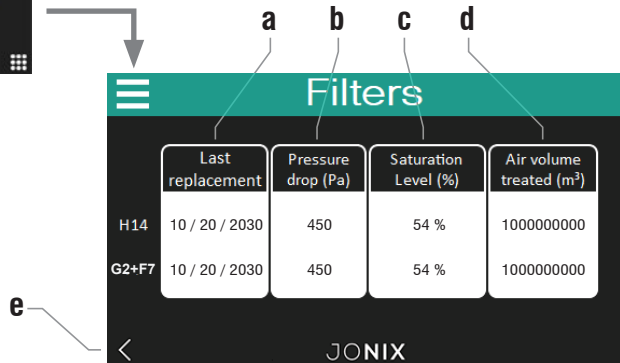 a b c d
Filters
Last replacement Pressure drop (Pa) Saturation Level (%) Air volume treated (m³)
H14 10 / 20 / 2030 450 54 % 1000000000
G2+F7 10 / 20 / 2030 450 54 % 1000000000
e
JONIX